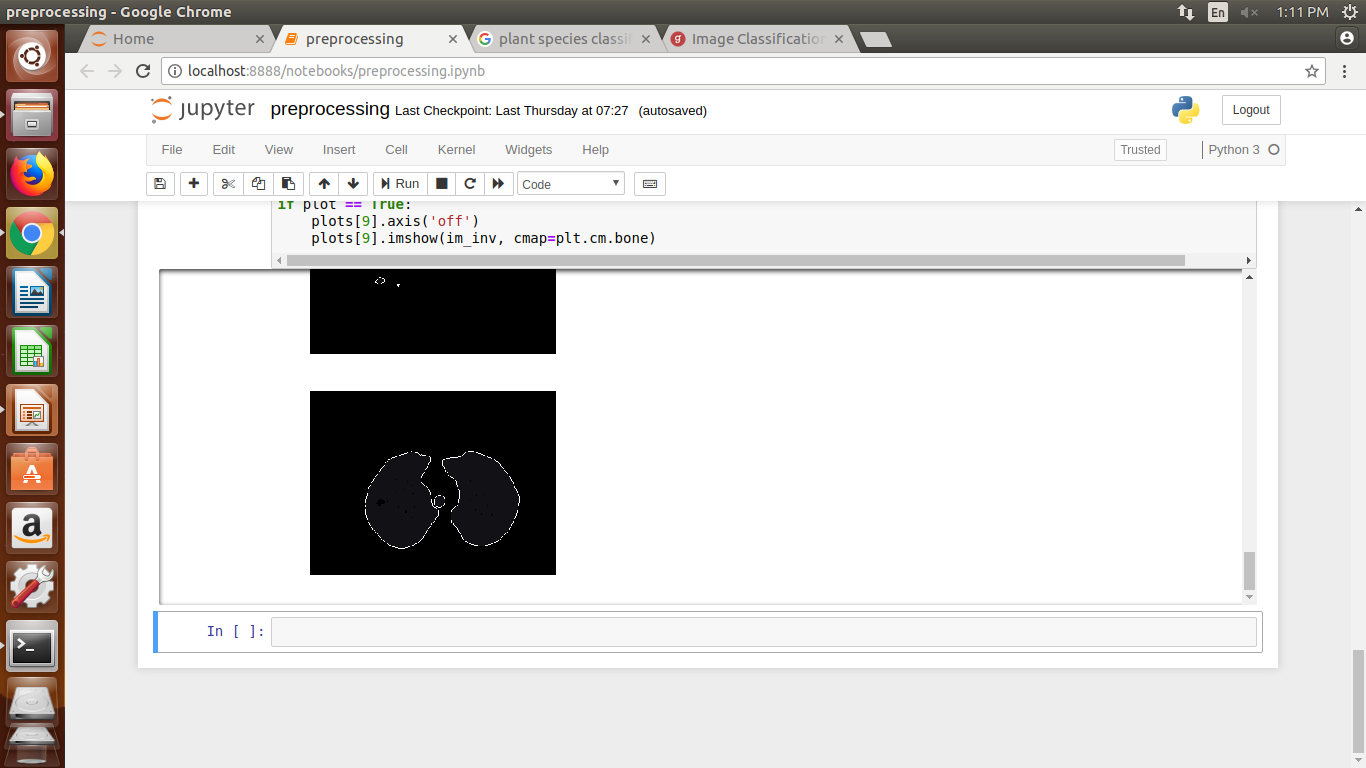 preprocessing - Google Chrome
En
1:11 PM
Home
preprocessing
plant species classif
Image Classification
localhost:8888/notebooks/preprocessing.ipynb
jupyter
preprocessing Last Checkpoint: Last Thursday at 07:27 (autosaved)
Logout
File Edit View Insert Cell Kernel Widgets Help
Trusted
Python 3
Run
Code
if plot == True:
plots[9].axis('off')
plots[9].imshow(im_inv, cmap=plt.cm.bone)
In [ ]: